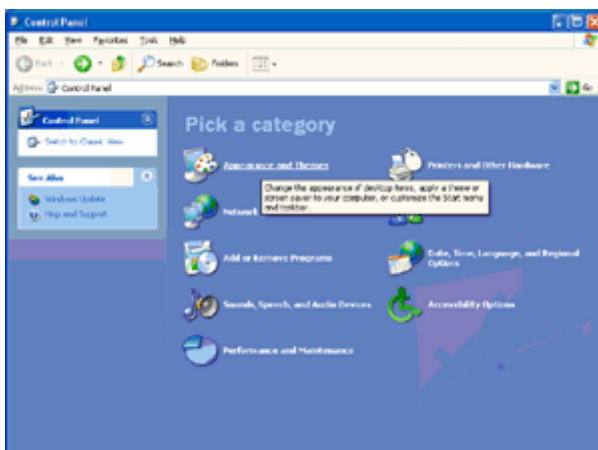 Control Panel
File Edit View Favorites Tools Help
Back Search Folders
Address Control Panel Go
Control Panel
Switch to Classic View
See Also
Windows Update
Help and Support
Pick a category
Appearance and Themes
Printers and Other Hardware
Change the appearance of desktop items, apply a theme or
screen saver to your computer, or customize the Start menu
and taskbar.
Network
Add or Remove Programs
Date, Time, Language, and Regional
Options
Sounds, Speech, and Audio Devices
Accessibility Options
Performance and Maintenance